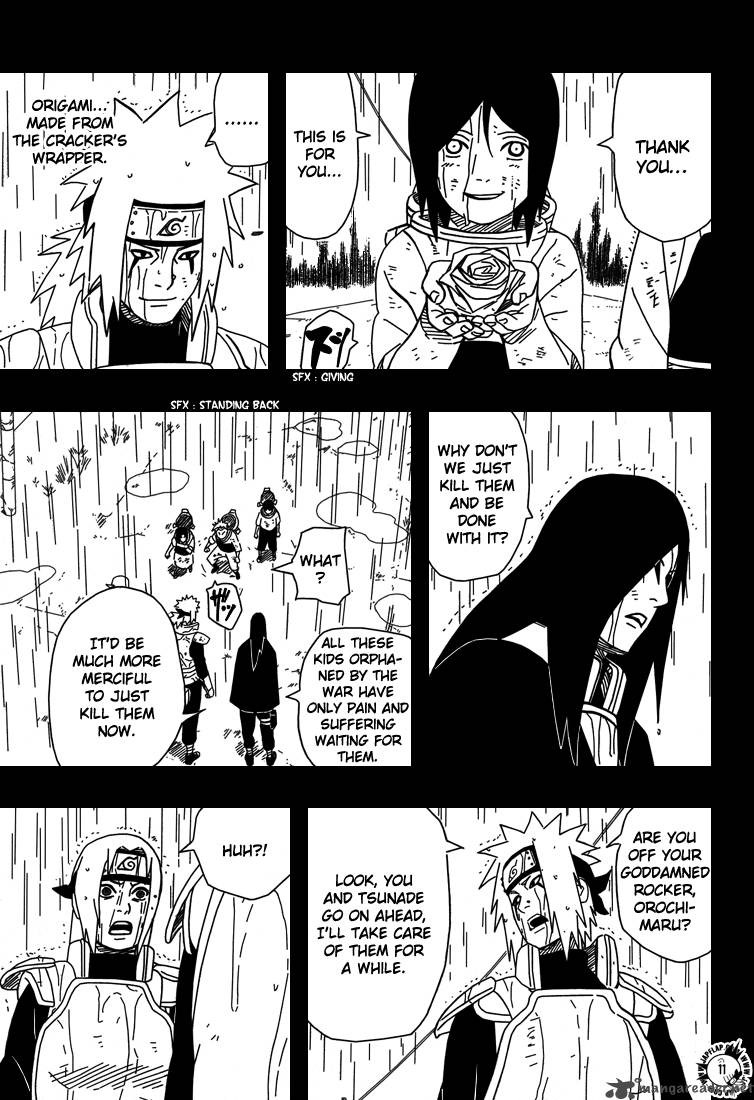 THANK
YOU...
THIS IS
FOR
YOU...
SFX : GIVING
.......
ORIGAMI...
MADE FROM
THE CRACKER'S
WRAPPER.
WHY DON'T
WE JUST
KILL THEM
AND BE
DONE
WITH IT?
SFX : STANDING BACK
WHAT
?
ALL THESE
KIDS ORPHA-
NED BY THE
WAR HAVE
ONLY PAIN AND
SUFFERING
WAITING FOR
THEM.
IT'D BE
MUCH MORE
MERCIFUL
TO JUST
KILL THEM
NOW.
ARE YOU
OFF YOUR
GODDAMNED
ROCKER,
OROCHI-
MARU?
LOOK, YOU
AND TSUNADE
GO ON AHEAD,
I'LL TAKE CARE
OF THEM FOR
A WHILE.
HUH?!
11